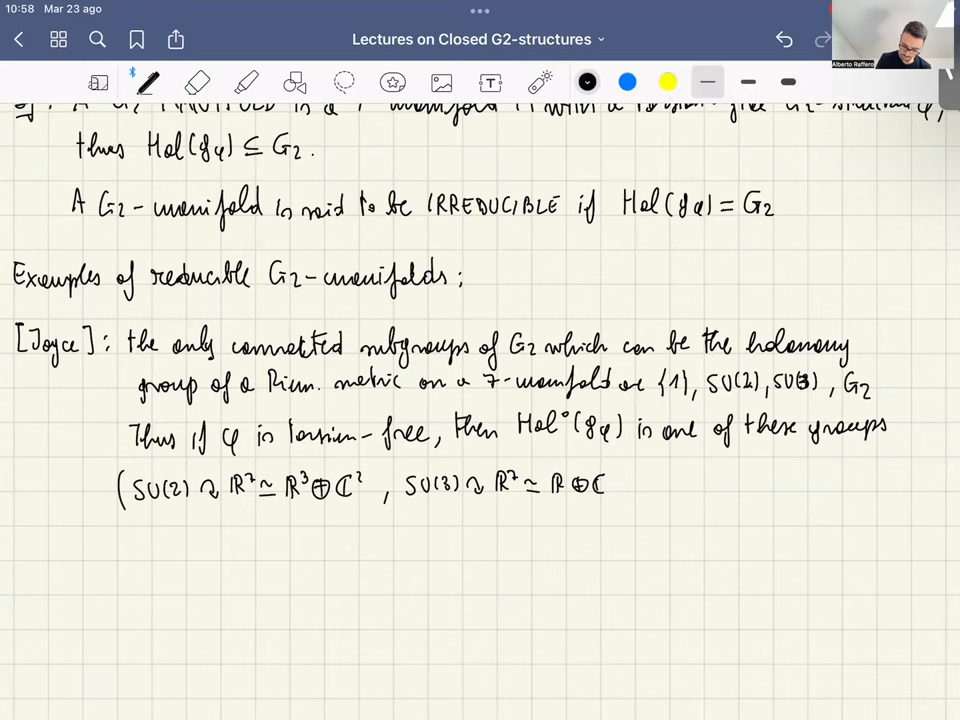 10:58 Mar 23 ago
Lectures on Closed G2-structures
Alberto Raffero
thus Hol(gφ) ⊆ G2.
A G2-manifold is said to be IRREDUCIBLE if Hol(gφ) = G2
Examples of reducible G2-manifolds:
[Joyce]: the only connected subgroups of G2 which can be the holonomy
group of a Riem. metric on a 7-manifold are {1}, SU(2), SU(3), G2
Thus if φ is torsion-free, then Hol°(gφ) is one of these groups
(SU(2) ↷ ℝ⁷ ≃ ℝ³ ⊕ ℂ², SU(3) ↷ ℝ⁷ ≃ ℝ ⊕ ℂ